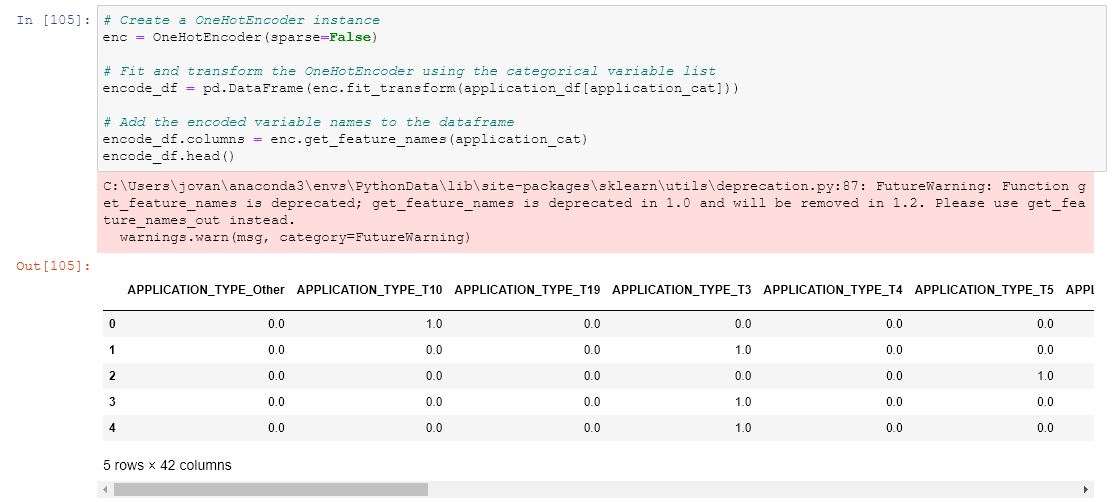 In [105]: # Create a OneHotEncoder instance
enc = OneHotEncoder(sparse=False)
# Fit and transform the OneHotEncoder using the categorical variable list
encode_df = pd.DataFrame(enc.fit_transform(application_df[application_cat]))
# Add the encoded variable names to the dataframe
encode_df.columns = enc.get_feature_names(application_cat)
encode_df.head()
C:\Users\jovan\anaconda3\envs\PythonData\lib\site-packages\sklearn\utils\deprecation.py:87: FutureWarning: Function g
et_feature_names is deprecated; get_feature_names is deprecated in 1.0 and will be removed in 1.2. Please use get_fea
ture_names_out instead.
warnings.warn(msg, category=FutureWarning)
Out[105]:
APPLICATION_TYPE_Other APPLICATION_TYPE_T10 APPLICATION_TYPE_T19 APPLICATION_TYPE_T3 APPLICATION_TYPE_T4 APPLICATION_TYPE_T5 APPL
0 0.0 1.0 0.0 0.0 0.0 0.0
1 0.0 0.0 0.0 1.0 0.0 0.0
2 0.0 0.0 0.0 0.0 0.0 1.0
3 0.0 0.0 0.0 1.0 0.0 0.0
4 0.0 0.0 0.0 1.0 0.0 0.0
5 rows × 42 columns